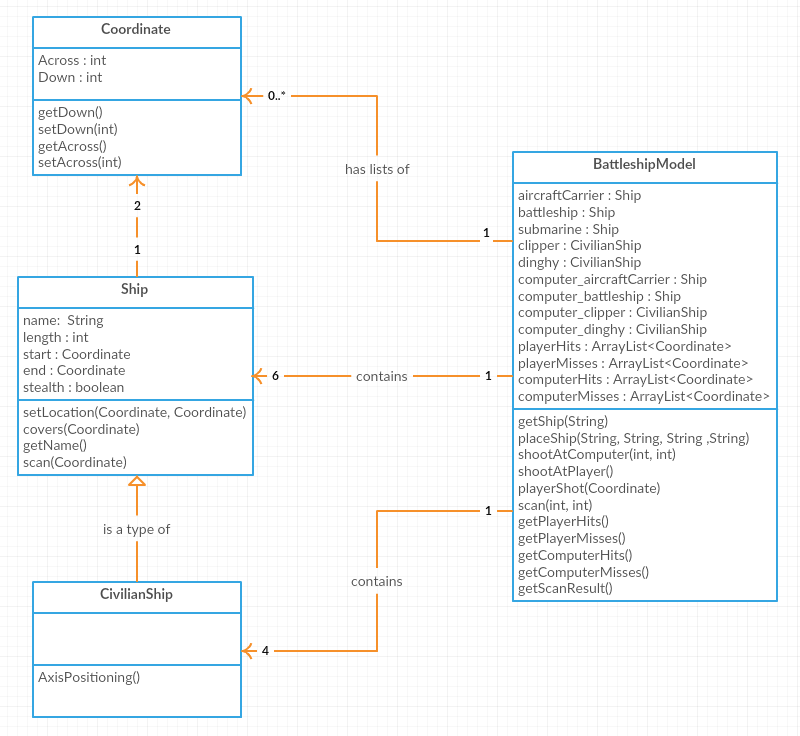 Coordinate
Across : int
Down : int
getDown()
setDown(int)
getAcross()
setAcross(int)
0..*
has lists of
1
2
1
BattleshipModel
aircraftCarrier : Ship
battleship : Ship
submarine : Ship
clipper : CivilianShip
dinghy : CivilianShip
computer_aircraftCarrier : Ship
computer_battleship : Ship
computer_clipper : CivilianShip
computer_dinghy : CivilianShip
playerHits : ArrayList<Coordinate>
playerMisses : ArrayList<Coordinate>
computerHits : ArrayList<Coordinate>
computerMisses : ArrayList<Coordinate>
getShip(String)
placeShip(String, String, String ,String)
shootAtComputer(int, int)
shootAtPlayer()
playerShot(Coordinate)
scan(int, int)
getPlayerHits()
getPlayerMisses()
getComputerHits()
getComputerMisses()
getScanResult()
Ship
name:  String
length : int
start : Coordinate
end : Coordinate
stealth : boolean
setLocation(Coordinate, Coordinate)
covers(Coordinate)
getName()
scan(Coordinate)
6
contains
1
is a type of
1
contains
4
CivilianShip
AxisPositioning()